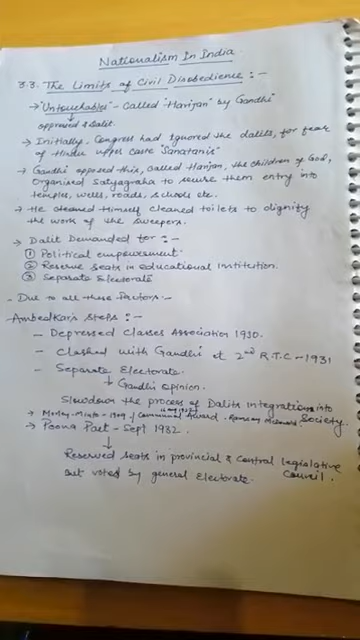 Nationalism In India
3.3. The Limits of Civil Disobedience :-
→ "Untouchables" - called "Harijan" by Gandhi
oppressed & Dalit.
→ Initially, Congress had ignored the dalits, for fear
of Hindu upper caste "Sanatanis"
→ Gandhi opposed this, called Harijan, the children of God,
Organised Satyagraha to secure them entry into
temples, wells, roads, schools etc.
→ He cleaned Himself cleaned toilets to dignify
the work of the sweepers.
→ Dalit Demanded for :-
① Political empowerment.
② Reserve Seats in educational Institution.
③ Separate Electorate
- Due to all these factors. -
Ambedkar's steps :-
- Depressed Classes Association 1930.
- Clashed with Gandhi at 2nd R.T.C - 1931
- Separate Electorate.
↳ Gandhi opinion.
Slowdown the process of Dalits integrations into
Society.
→ Morley-Minto - 1909 / Communal Award - Ramsay
→ Poona Pact - Sept 1932.
↓
Reserved seats in provincial & Central legislative
Council.
but voted by general Electorate.